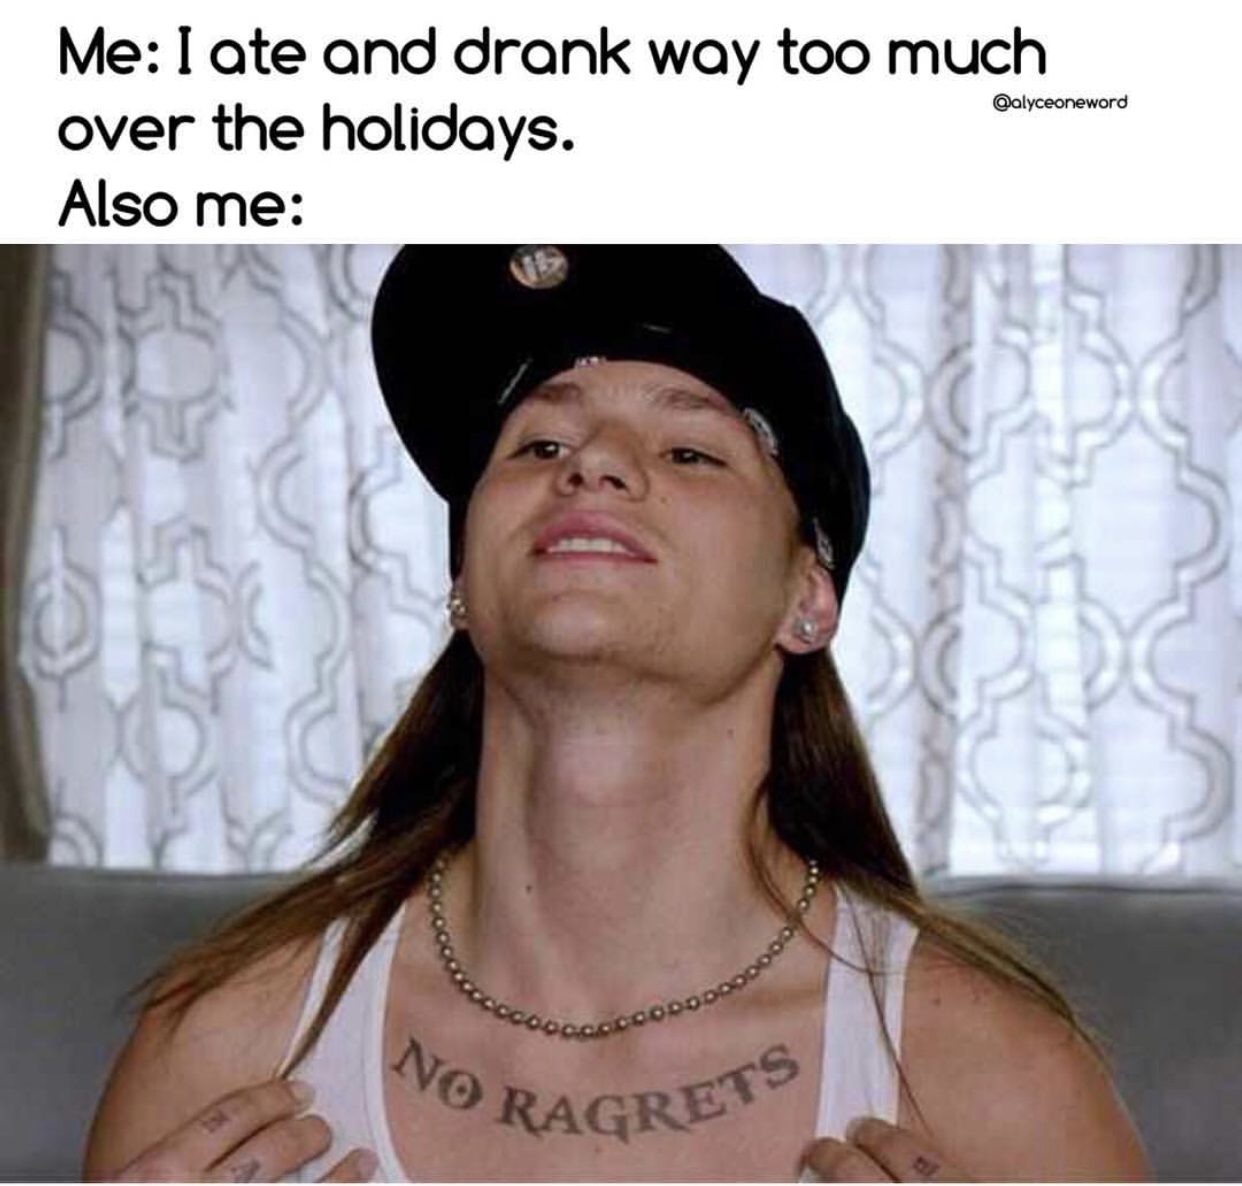 Me: I ate and drank way too much
@alyceoneword
over the holidays.
Also me:
NO RAGRETS